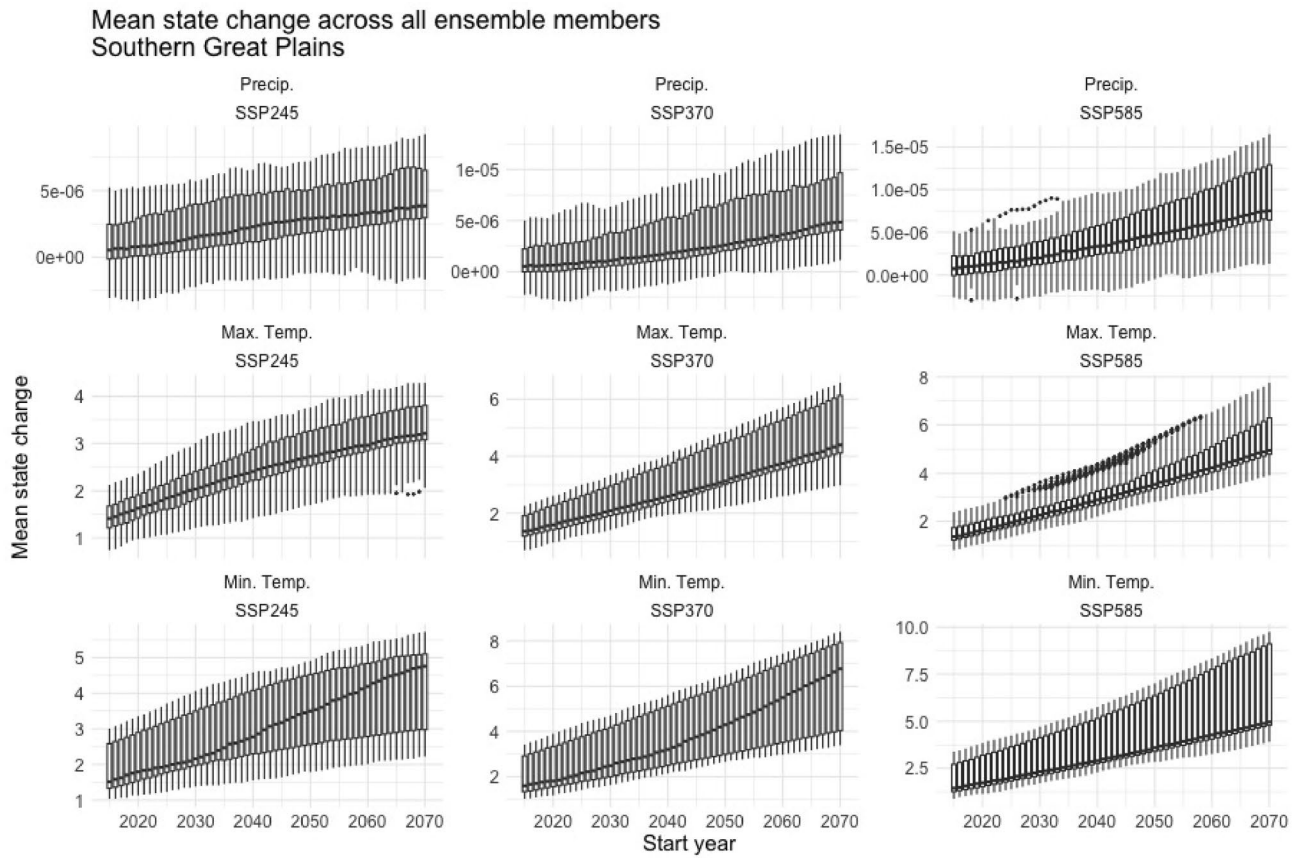 Mean state change across all ensemble members
Southern Great Plains
Precip.
SSP245
Precip.
SSP370
Precip.
SSP585
5e-06
0e+00
1e-05
5e-06
0e+00
1.5e-05
1.0e-05
5.0e-06
0.0e+00
Max. Temp.
SSP245
Max. Temp.
SSP370
Max. Temp.
SSP585
4
3
2
1
6
4
2
8
6
4
2
Mean state change
Min. Temp.
SSP245
Min. Temp.
SSP370
Min. Temp.
SSP585
5
4
3
2
1
8
6
4
2
10.0
7.5
5.0
2.5
2020 2030 2040 2050 2060 2070
2020 2030 2040 2050 2060 2070
2020 2030 2040 2050 2060 2070
Start year